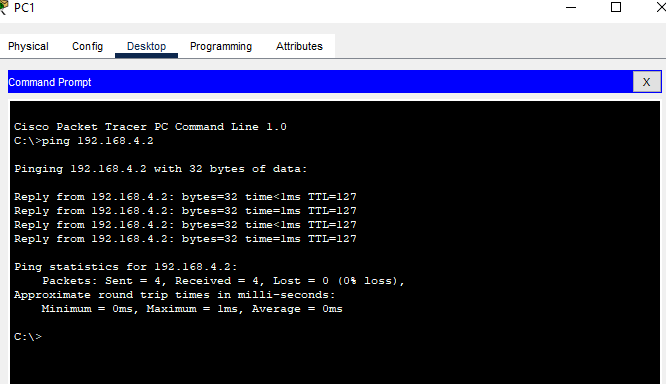 PC1
Physical Config Desktop Programming Attributes
Command Prompt X
Cisco Packet Tracer PC Command Line 1.0
C:\>ping 192.168.4.2
Pinging 192.168.4.2 with 32 bytes of data:
Reply from 192.168.4.2: bytes=32 time<1ms TTL=127
Reply from 192.168.4.2: bytes=32 time=1ms TTL=127
Reply from 192.168.4.2: bytes=32 time<1ms TTL=127
Reply from 192.168.4.2: bytes=32 time=1ms TTL=127
Ping statistics for 192.168.4.2:
Packets: Sent = 4, Received = 4, Lost = 0 (0% loss),
Approximate round trip times in milli-seconds:
Minimum = 0ms, Maximum = 1ms, Average = 0ms
C:\>